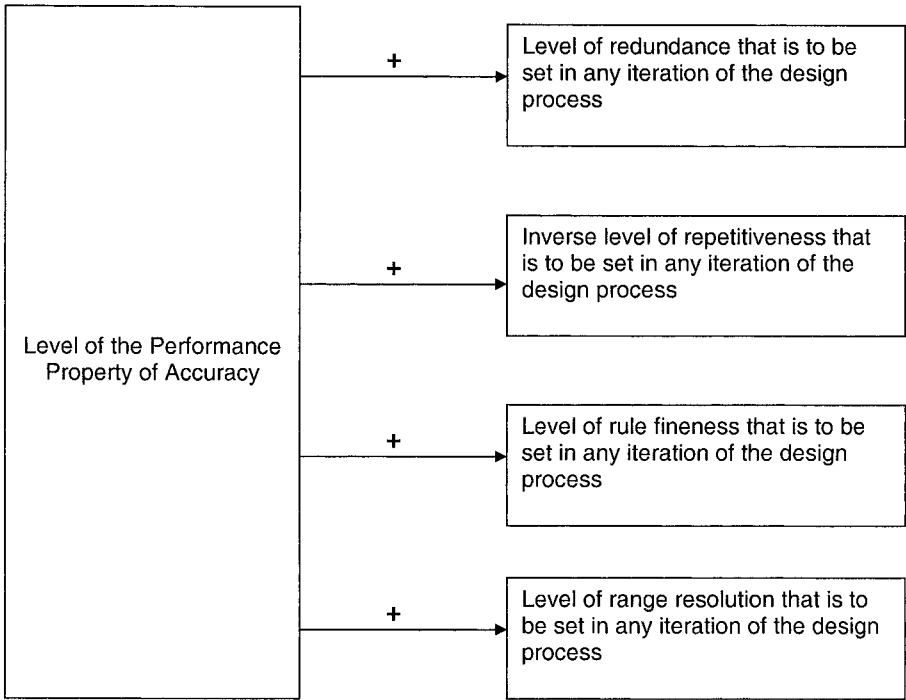 Level of the Performance
Property of Accuracy
+
Level of redundance that is to be
set in any iteration of the design
process
+
Inverse level of repetitiveness that
is to be set in any iteration of the
design process
+
Level of rule fineness that is to be
set in any iteration of the design
process
+
Level of range resolution that is to
be set in any iteration of the design
process